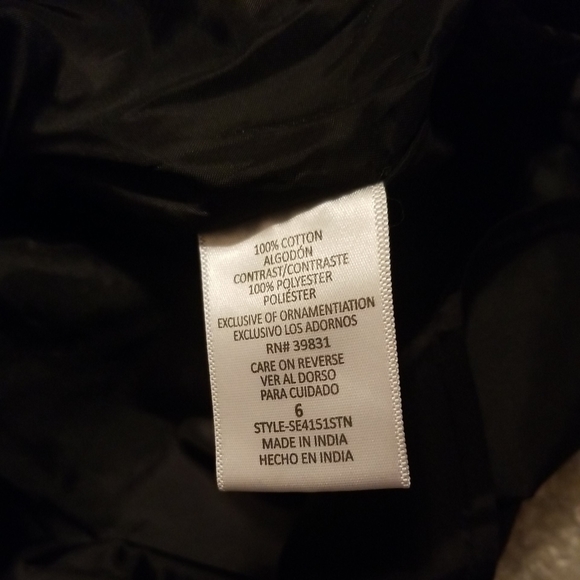 100% COTTON
ALGODÓN
CONTRAST/CONTRASTE
100% POLYESTER
POLIÉSTER
EXCLUSIVE OF ORNAMENTIATION
EXCLUSIVO LOS ADORNOS
RN# 39831
CARE ON REVERSE
VER AL DORSO
PARA CUIDADO
6
STYLE-SE4151STN
MADE IN INDIA
HECHO EN INDIA